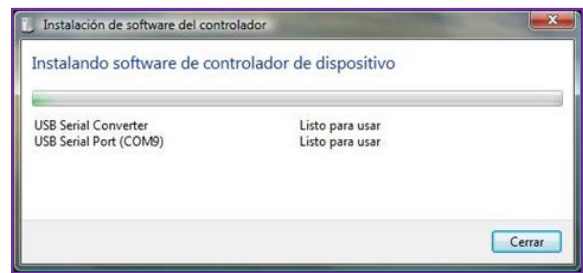 Instalación de software del controlador
Instalando software de controlador de dispositivo
USB Serial Converter Listo para usar
USB Serial Port (COM9) Listo para usar
Cerrar